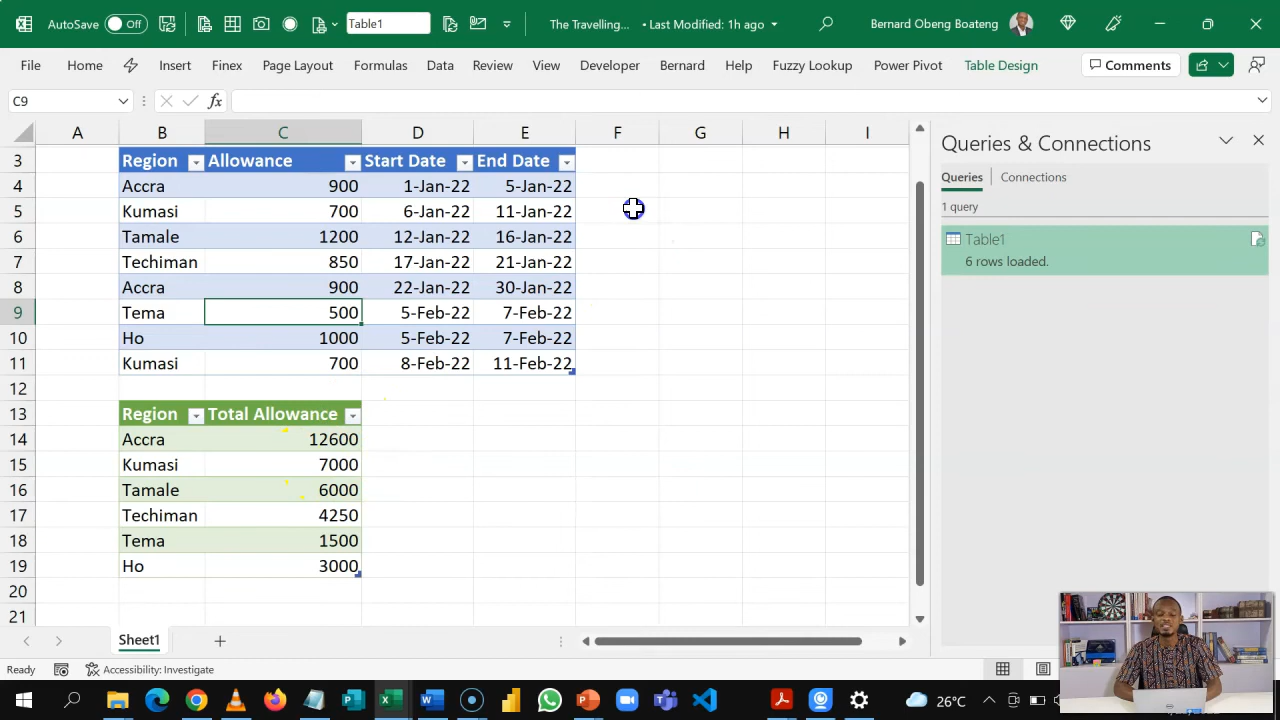 AutoSave Off Table1 The Travelling... • Last Modified: 1h ago Bernard Obeng Boateng
File Home Insert Finex Page Layout Formulas Data Review View Developer Bernard Help Fuzzy Lookup Power Pivot Table Design Comments
C9 fx
A B C D E F G H I
3 Region Allowance Start Date End Date
4 Accra 900 1-Jan-22 5-Jan-22
5 Kumasi 700 6-Jan-22 11-Jan-22
6 Tamale 1200 12-Jan-22 16-Jan-22
7 Techiman 850 17-Jan-22 21-Jan-22
8 Accra 900 22-Jan-22 30-Jan-22
9 Tema 500 5-Feb-22 7-Feb-22
10 Ho 1000 5-Feb-22 7-Feb-22
11 Kumasi 700 8-Feb-22 11-Feb-22
12
13 Region Total Allowance
14 Accra 12600
15 Kumasi 7000
16 Tamale 6000
17 Techiman 4250
18 Tema 1500
19 Ho 3000
20
21
Queries & Connections
Queries Connections
1 query
Table1
6 rows loaded.
Sheet1
Ready Accessibility: Investigate
26°C